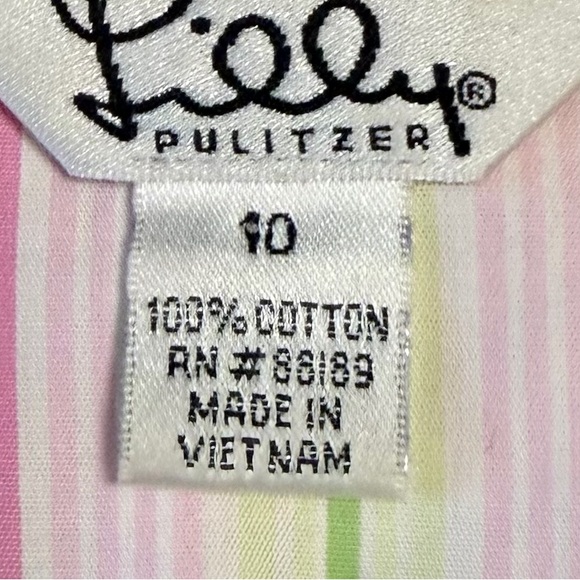 Lilly®
PULITZER
10
100% COTTON
RN # 88189
MADE IN
VIETNAM